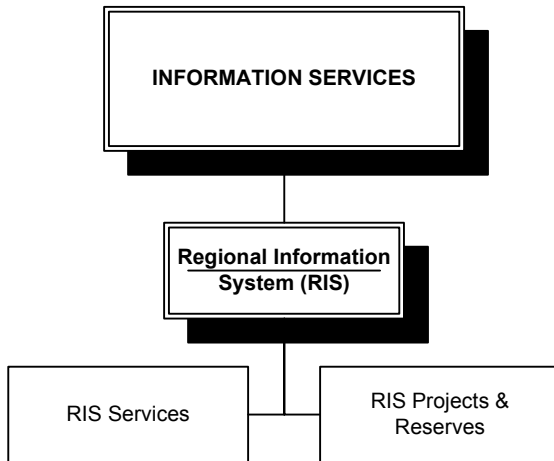 INFORMATION SERVICES
Regional Information
System (RIS)
RIS Services
RIS Projects &
Reserves